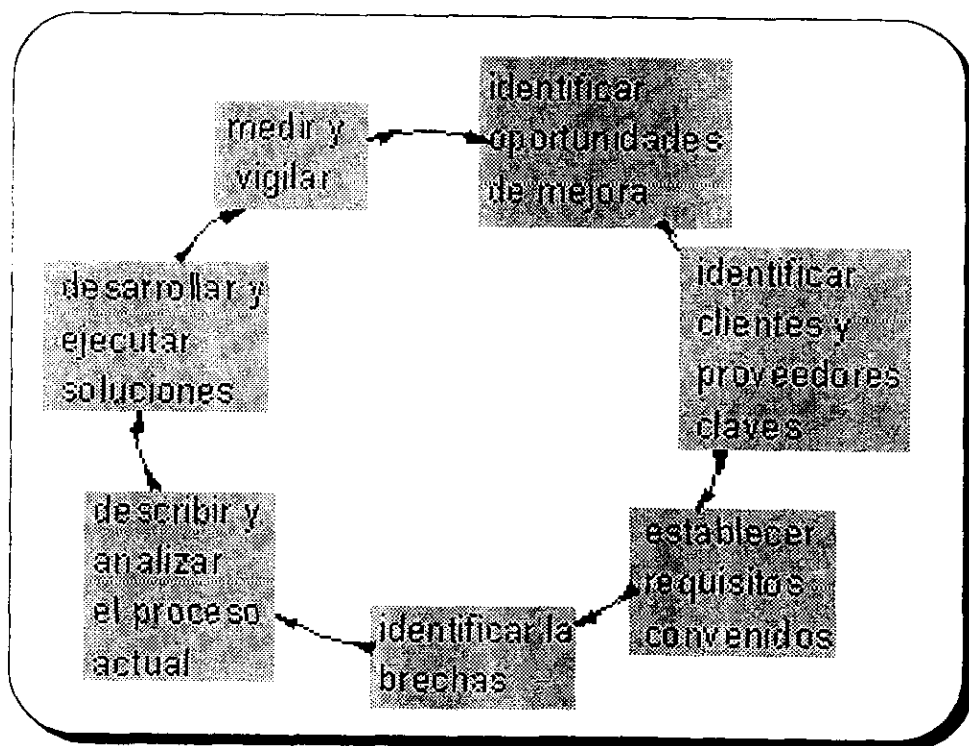 identificar
oportunidades
de mejora
identificar
clientes y
proveedores
claves
establecer
requisitos
convenidos
identificar la
brechas
describir y
analizar
el proceso
actual
desarrollar y
ejecutar
soluciones
medir y
vigilar